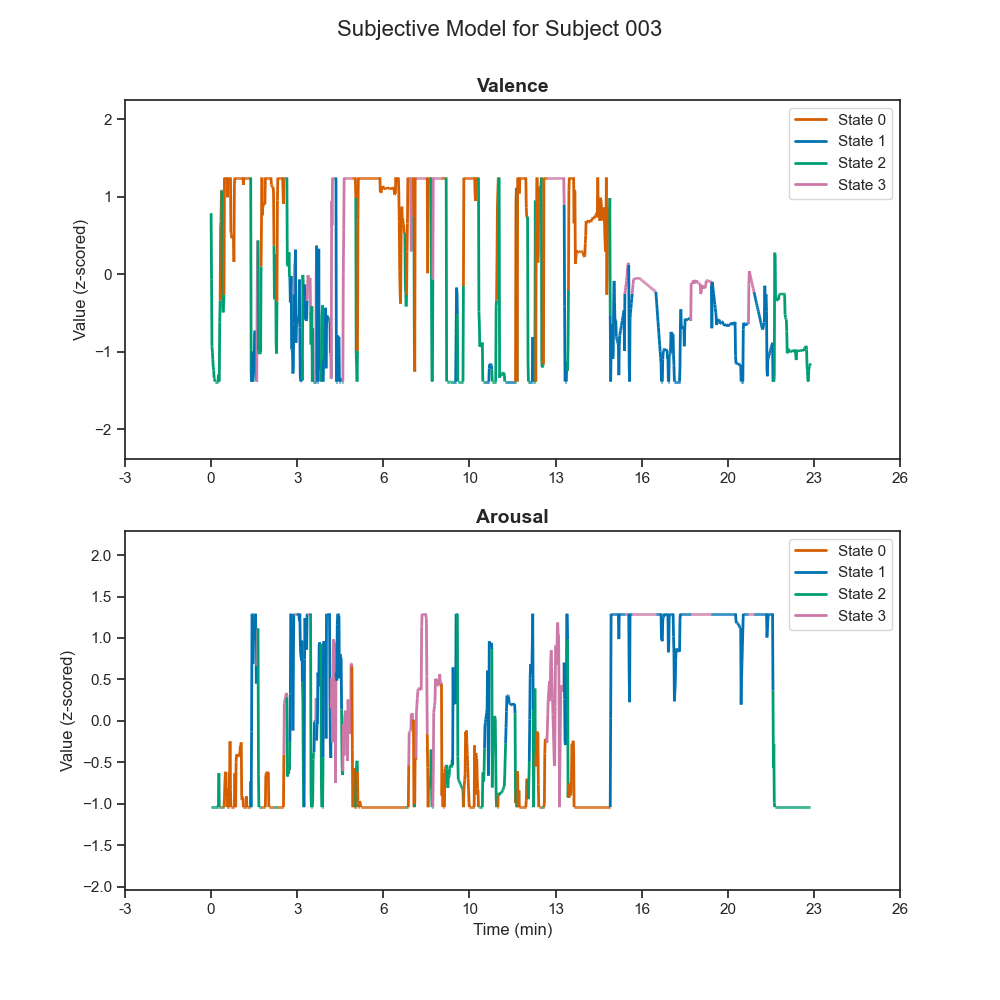 Subjective Model for Subject 003
Valence
Value (z-scored)
2
1
0
−1
−2
State 0
State 1
State 2
State 3
-3 0 3 6 10 13 16 20 23 26
Arousal
Value (z-scored)
2.0
1.5
1.0
0.5
0.0
−0.5
−1.0
−1.5
−2.0
State 0
State 1
State 2
State 3
-3 0 3 6 10 13 16 20 23 26
Time (min)